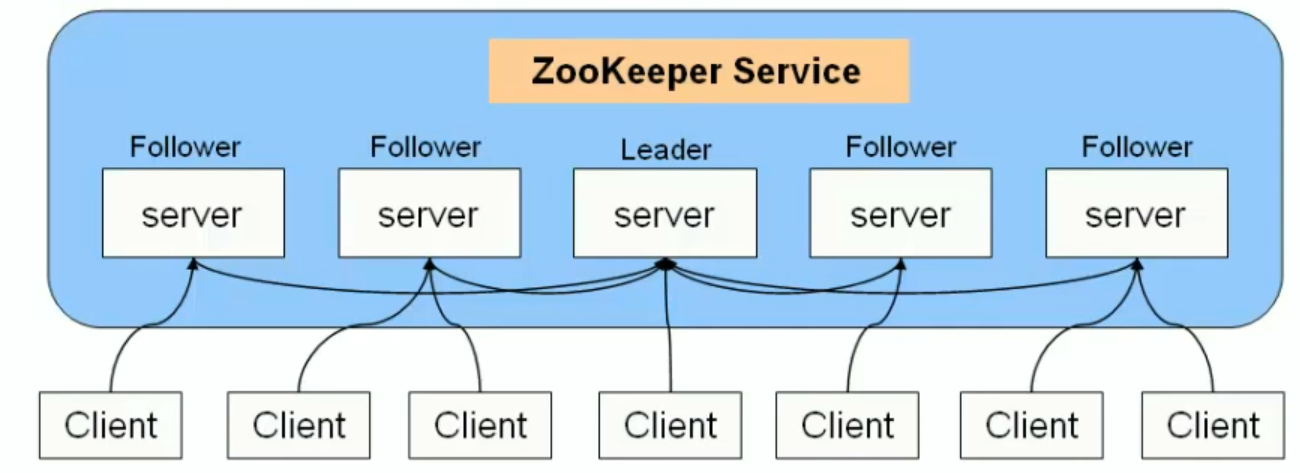 ZooKeeper Service
Follower Follower Leader Follower Follower
server server server server server
Client Client Client Client Client Client Client